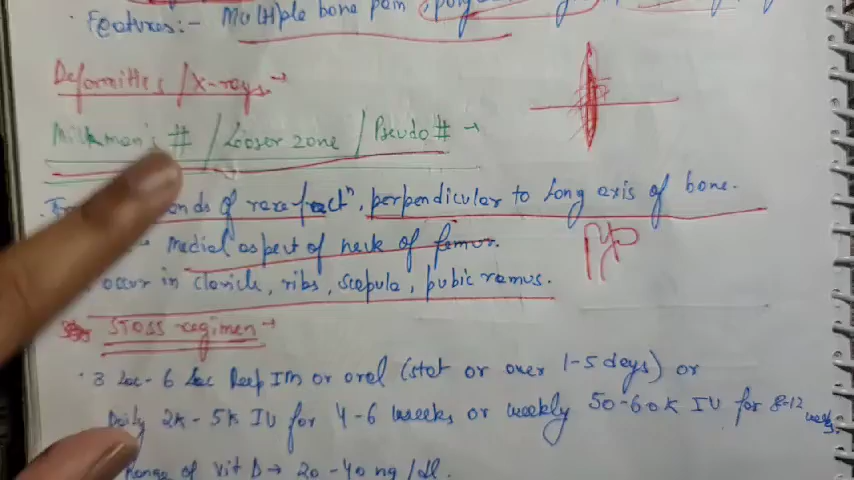 Features:- Multiple bone pain,
Deformities / X-rays →
Milkman's # / Looser zone / Pseudo # →
ands of rarefactⁿ, perpendicular to long axis of bone.
Medial aspect of neck of femur.
occur in clavicle, ribs, scapula, pubic ramus.
STOSS regimen →
· 3 Lac - 6 Lac Deep IM or oral (stat or over 1-5 days) or
Daily 2K - 5K IU for 4-6 weeks or weekly 50-60K IU for 8-12 weeks.
Range of Vit D → 20-40 ng/dl.